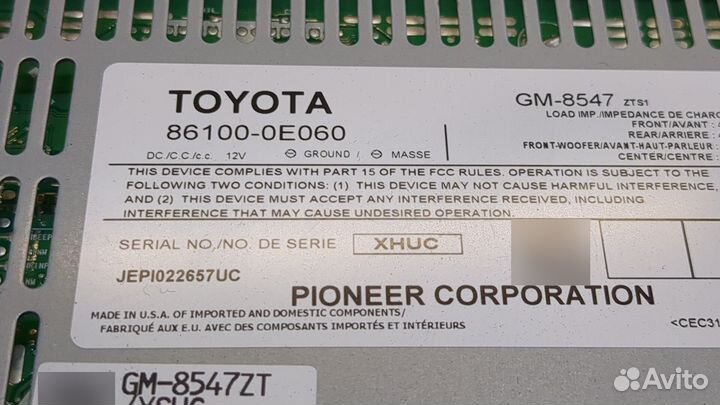 TOYOTA
86100-0E060
DC./C.C./c.c. 12V ⊖ GROUND / ⊖ MASSE
GM-8547 ZTS1
LOAD IMP./IMPEDANCE DE CHARG
FRONT/AVANT :
REAR/ARRIERE :
FRONT-WOOFER/AVANT-HAUT-PARLEUR :
CENTER/CENTRE :
THIS DEVICE COMPLIES WITH PART 15 OF THE FCC RULES. OPERATION IS SUBJECT TO
FOLLOWING TWO CONDITIONS: (1) THIS DEVICE MAY NOT CAUSE HARMFUL INTERFERENCE,
AND (2) THIS DEVICE MUST ACCEPT ANY INTERFERENCE RECEIVED, INCLUDING
INTERFERENCE THAT MAY CAUSE UNDESIRED OPERATION.
SERIAL NO./NO. DE SERIE XHUC
JEPI022657UC
PIONEER CORPORATION
MADE IN U.S.A. OF IMPORTED AND DOMESTIC COMPONENTS/
FABRIQUÉ AUX E.U. AVEC DES COMPOSANTS IMPORTÉS ET INTÉRIEURS
<CEC31
GM-8547ZT
Avito